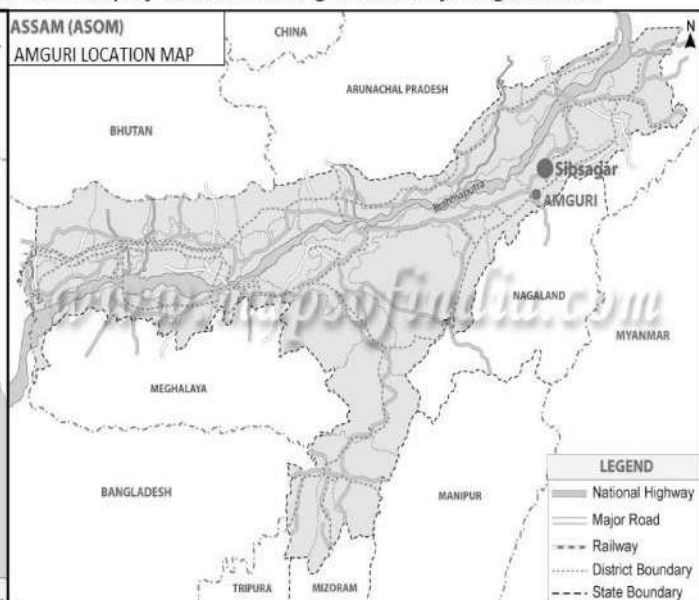 ASSAM (ASOM)
AMGURI LOCATION MAP
CHINA
N
ARUNACHAL PRADESH
BHUTAN
Sibsagar
Brahmaputra
AMGURI
www.mapsofindia.com
NAGALAND
MYANMAR
MEGHALAYA
BANGLADESH
MANIPUR
TRIPURA
MIZORAM
LEGEND
National Highway
Major Road
Railway
District Boundary
State Boundary